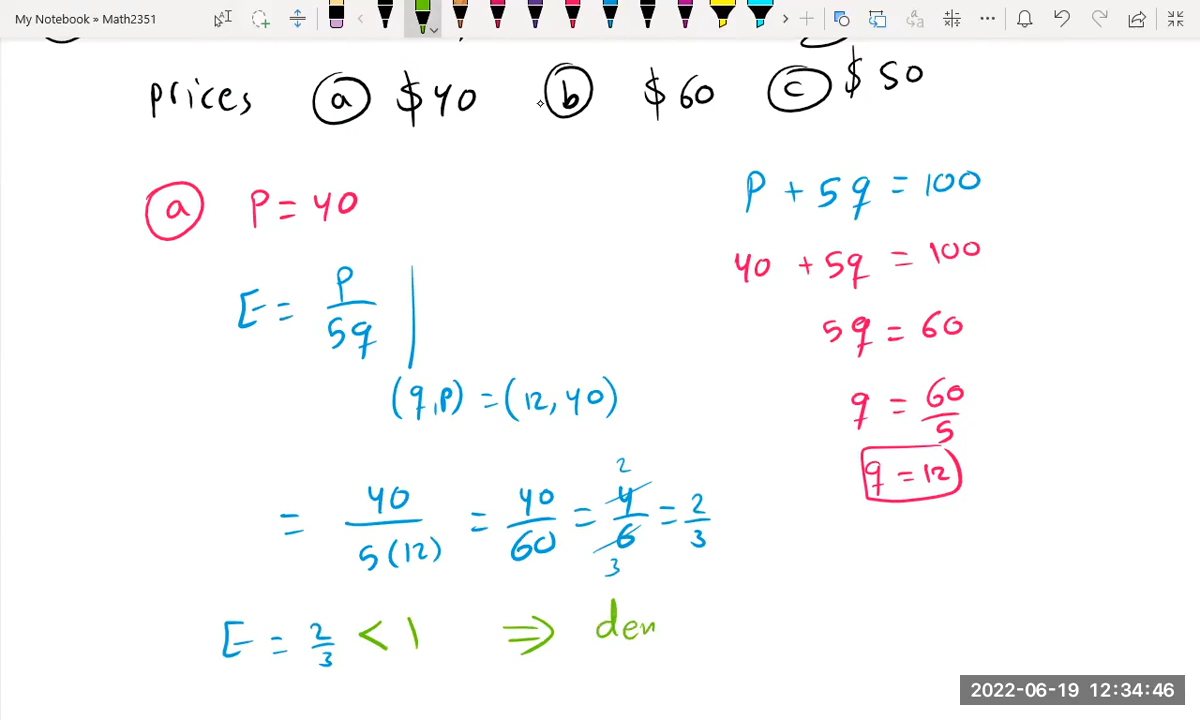 My Notebook » Math2351
prices (a) $40 (b) $60 (c) $50
(a) P = 40
P + 5q = 100
40 + 5q = 100
5q = 60
q = 60/5
q = 12
E = P/5q |
(q,P) = (12, 40)
= 40/5(12) = 40/60 = 4/6 = 2/3
2
3
E = 2/3 < 1 ⇒ dem
2022-06-19 12:34:46